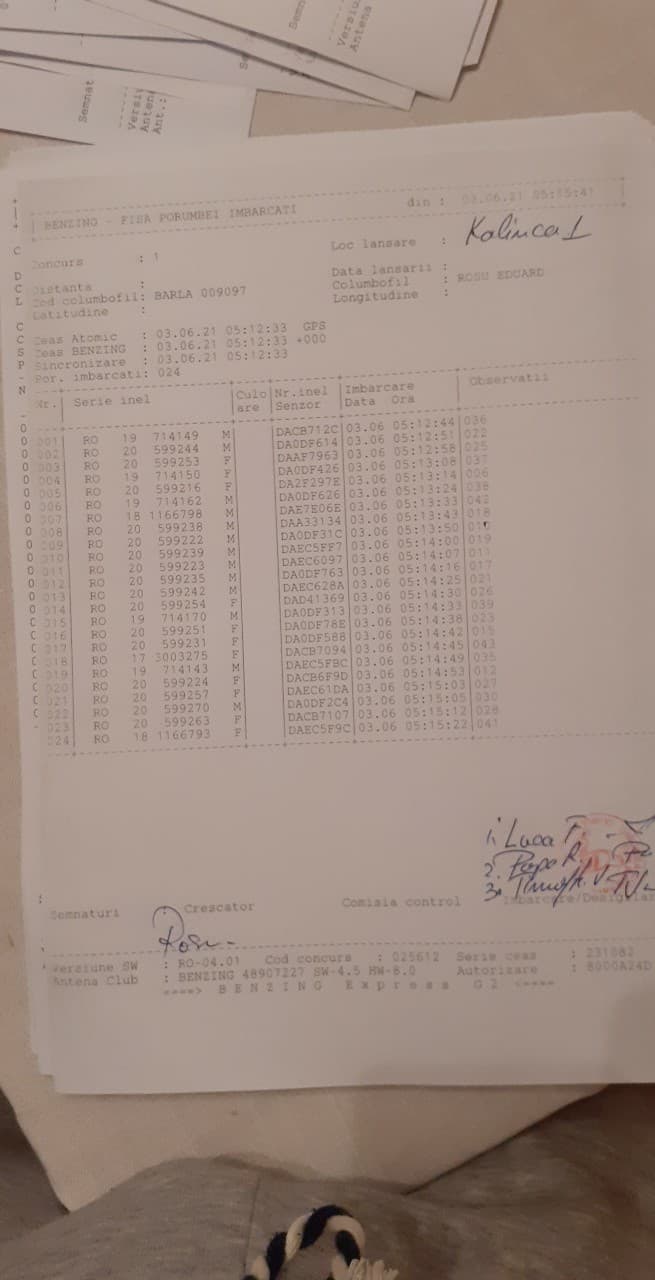 Semnat
Versiu
Antena
Semn
Versiu
Antena
Ant.:
BENZING - FISA PORUMBEI IMBARCATI din : 03.06.21 05:15:41
Concurs : 1 Loc lansare : Kalinca 1
Distanta : Data lansarii :
Cod columbofil: BARLA 009097 Columbofil : ROSU EDUARD
Latitudine : Longitudine :
Ceas Atomic : 03.06.21 05:12:33 GPS
Ceas BENZING : 03.06.21 05:12:33 +000
Sincronizare : 03.06.21 05:12:33
Por. imbarcati: 024
Nr. Serie inel Culo Nr.inel Imbarcare Observatii
are Senzor Data Ora
001 RO 19 714149 M DACB712C 03.06 05:12:44 036
002 RO 20 599244 M DA0DF614 03.06 05:12:51 022
003 RO 20 599253 F DAAF7963 03.06 05:12:58 025
004 RO 19 714150 F DA0DF426 03.06 05:13:08 037
005 RO 20 599216 F DA2F297E 03.06 05:13:14 006
006 RO 19 714162 M DA0DF626 03.06 05:13:24 038
007 RO 18 1166798 M DAE7E06E 03.06 05:13:33 042
008 RO 20 599238 M DAA33134 03.06 05:13:43 018
009 RO 20 599222 M DA0DF31C 03.06 05:13:50
010 RO 20 599239 M DAEC5FF7 03.06 05:14:00 019
011 RO 20 599223 M DAEC6097 03.06 05:14:07 011
012 RO 20 599235 M DA0DF763 03.06 05:14:16 017
013 RO 20 599242 M DAEC628A 03.06 05:14:25 021
014 RO 20 599254 F DAD41369 03.06 05:14:30 026
015 RO 19 714170 M DA0DF313 03.06 05:14:33 039
016 RO 20 599251 F DA0DF78E 03.06 05:14:38 023
017 RO 20 599231 F DA0DF588 03.06 05:14:42 015
018 RO 17 3003275 F DACB7094 03.06 05:14:45 043
019 RO 19 714143 M DAEC5FBC 03.06 05:14:49 035
020 RO 20 599224 F DACB6F9D 03.06 05:14:53 012
021 RO 20 599257 F DAEC61DA 03.06 05:15:03 027
022 RO 20 599270 M DA0DF2C4 03.06 05:15:05 030
023 RO 20 599263 F DACB7107 03.06 05:15:12 028
024 RO 18 1166793 F DAEC5F9C 03.06 05:15:22 041
1. Luca F.
2. Popa R.
3.
Semnaturi Crescator Comisia control Imbarcare/
Rosu
Versiune SW : RO-04.01 Cod concurs : 025612 Serie ceas : 231082
Antena Club : BENZING 48907227 SW-4.5 HW-8.0 Autorizare : 8000A24D
====> B E N Z I N G E x p r e s s G 2 <====